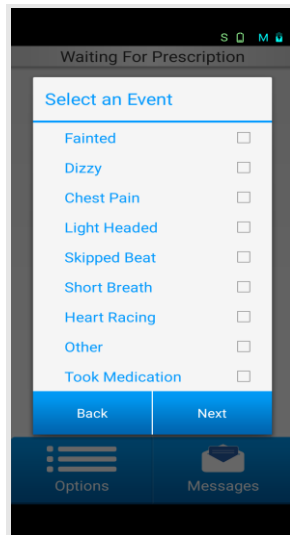 S M
Waiting For Prescription
Select an Event
Fainted
Dizzy
Chest Pain
Light Headed
Skipped Beat
Short Breath
Heart Racing
Other
Took Medication
Back Next
Options Messages